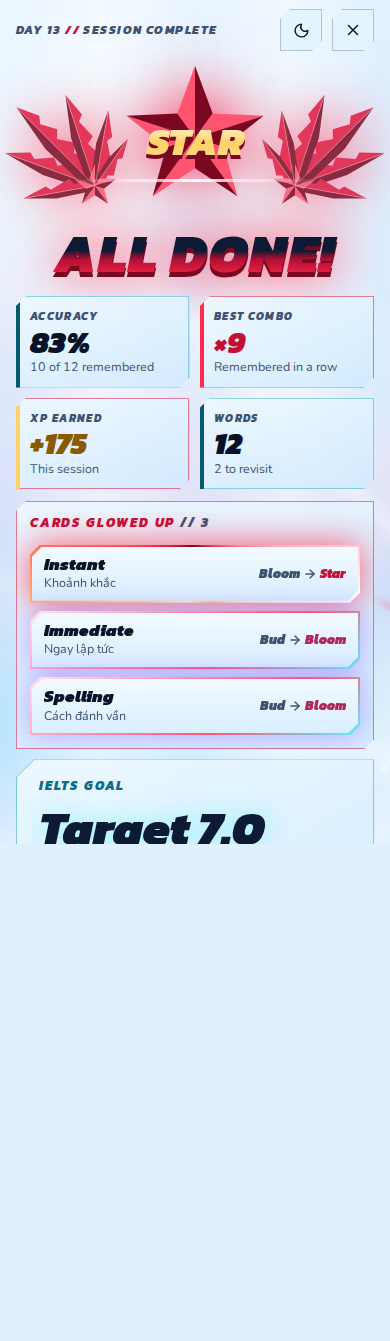 DAY 13 // SESSION COMPLETE
STAR
ALL DONE!
ACCURACY
83%
10 of 12 remembered
BEST COMBO
×9
Remembered in a row
XP EARNED
+175
This session
WORDS
12
2 to revisit
CARDS GLOWED UP // 3
Instant
Khoảnh khắc
Bloom → Star
Immediate
Ngay lập tức
Bud → Bloom
Spelling
Cách đánh vần
Bud → Bloom
IELTS GOAL
Target 7.0